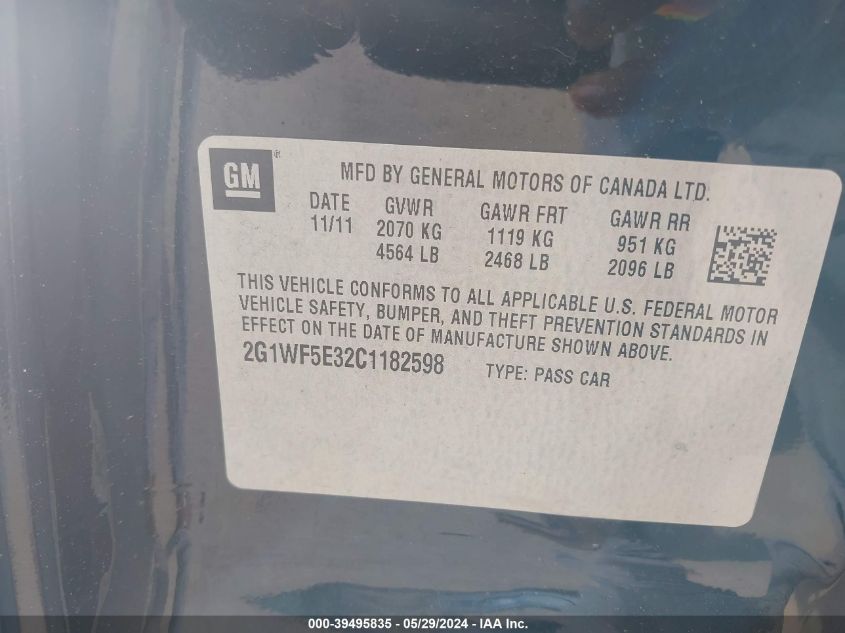 GM
MFD BY GENERAL MOTORS OF CANADA LTD.
DATE GVWR GAWR FRT GAWR RR
11/11 2070 KG 1119 KG 951 KG
4564 LB 2468 LB 2096 LB
THIS VEHICLE CONFORMS TO ALL APPLICABLE U.S. FEDERAL MOTOR
VEHICLE SAFETY, BUMPER, AND THEFT PREVENTION STANDARDS IN
EFFECT ON THE DATE OF MANUFACTURE SHOWN ABOVE.
2G1WF5E32C1182598 TYPE: PASS CAR
000-39495835 - 05/29/2024 - IAA Inc.